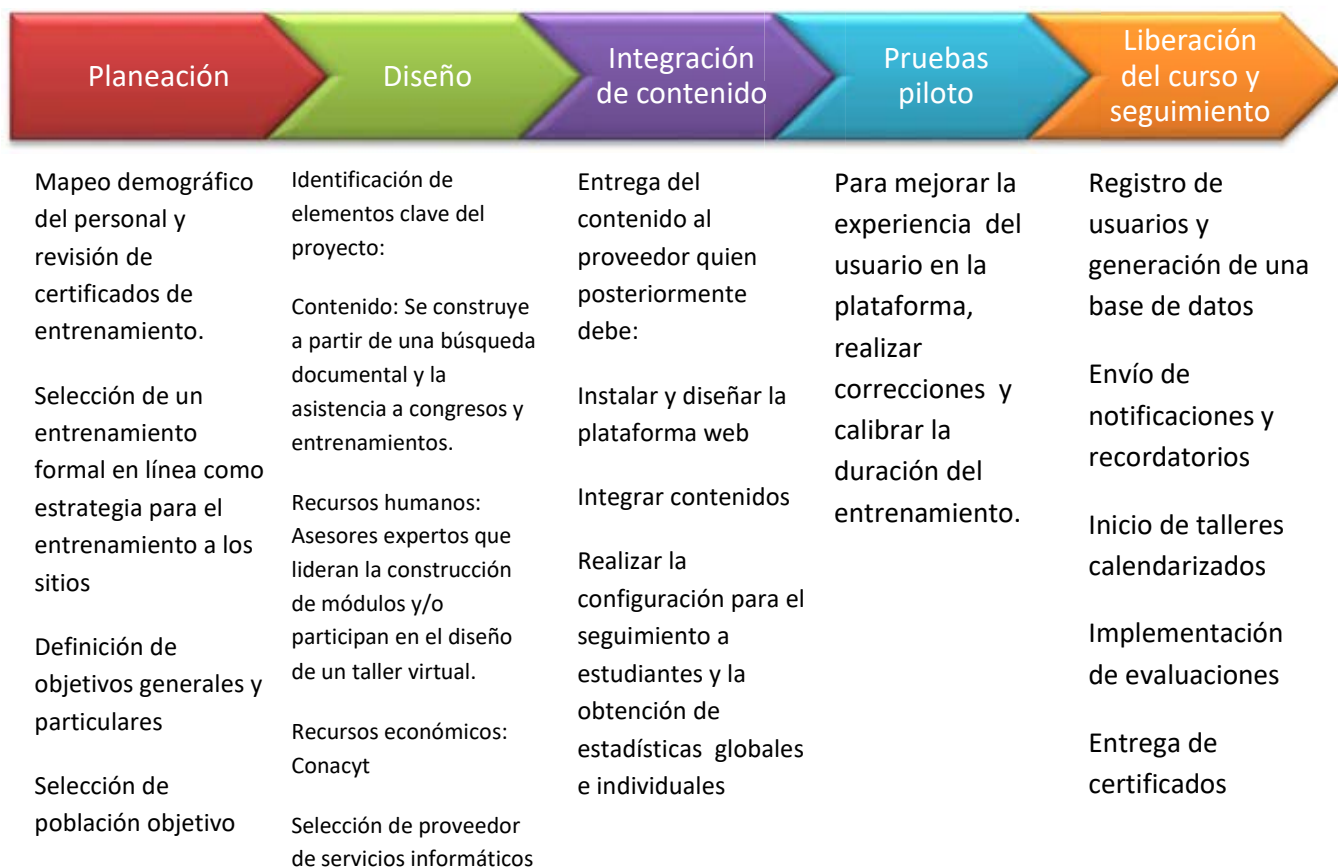 Planeación
Diseño
Integración
de contenido
Pruebas
piloto
Liberación
del curso y
seguimiento
Mapeo demográfico
del personal y
revisión de
certificados de
entrenamiento.
Selección de un
entrenamiento
formal en línea como
estrategia para el
entrenamiento a los
sitios
Definición de
objetivos generales y
particulares
Selección de
población objetivo
Identificación de
elementos clave del
proyecto:
Contenido: Se construye
a partir de una búsqueda
documental y la
asistencia a congresos y
entrenamientos.
Recursos humanos:
Asesores expertos que
lideran la construcción
de módulos y/o
participan en el diseño
de un taller virtual.
Recursos económicos:
Conacyt
Selección de proveedor
de servicios informáticos
Entrega del
contenido al
proveedor quien
posteriormente
debe:
Instalar y diseñar la
plataforma web
Integrar contenidos
Realizar la
configuración para el
seguimiento a
estudiantes y la
obtención de
estadísticas globales
e individuales
Para mejorar la
experiencia del
usuario en la
plataforma,
realizar
correcciones y
calibrar la
duración del
entrenamiento.
Registro de
usuarios y
generación de una
base de datos
Envío de
notificaciones y
recordatorios
Inicio de talleres
calendarizados
Implementación
de evaluaciones
Entrega de
certificados